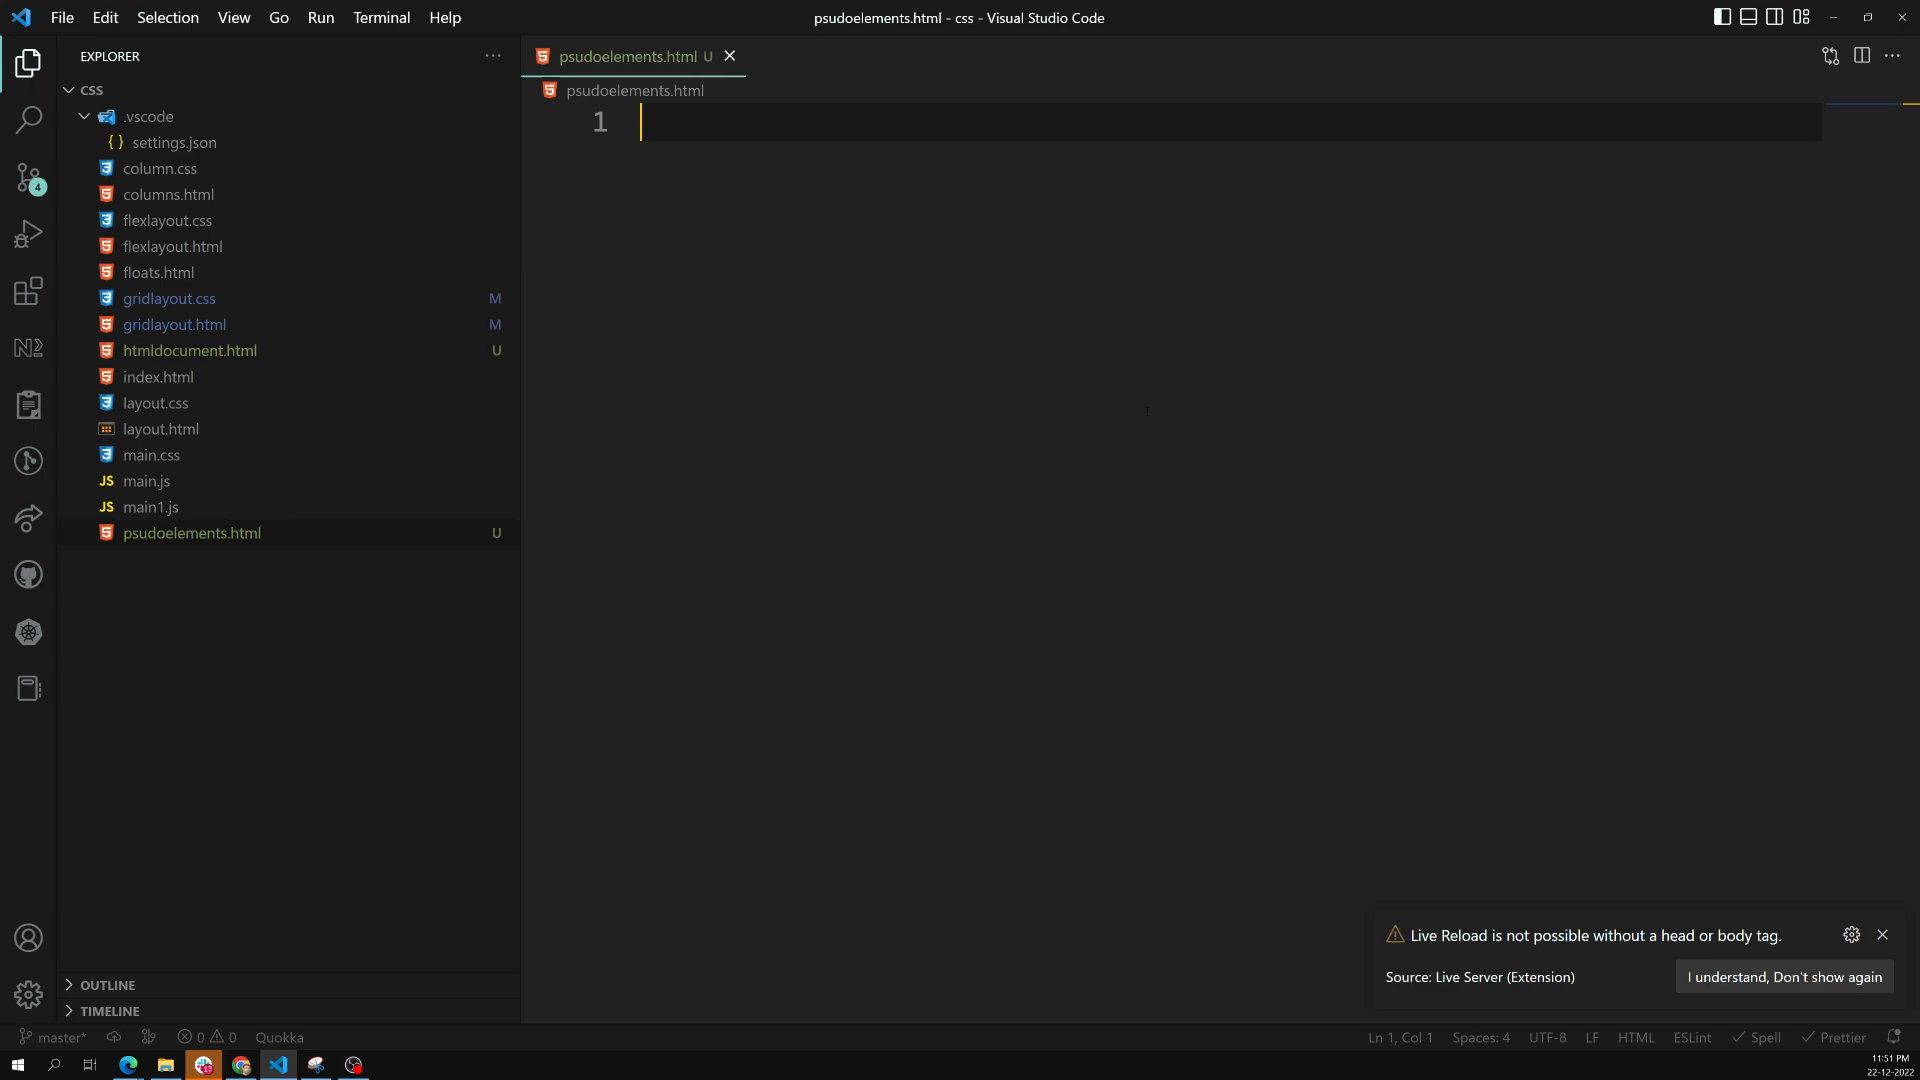 File Edit Selection View Go Run Terminal Help
psudoelements.html - css - Visual Studio Code
EXPLORER
psudoelements.html U
CSS
psudoelements.html
.vscode
1
{ } settings.json
column.css
columns.html
4
flexlayout.css
flexlayout.html
floats.html
gridlayout.css M
gridlayout.html M
htmldocument.html U
index.html
layout.css
layout.html
main.css
JS main.js
JS main1.js
psudoelements.html U
Live Reload is not possible without a head or body tag.
Source: Live Server (Extension)
I understand, Don't show again
OUTLINE
TIMELINE
master* 0 0 Quokka
Ln 1, Col 1 Spaces: 4 UTF-8 LF HTML ESLint Spell Prettier
17
11:51 PM
22-12-2022